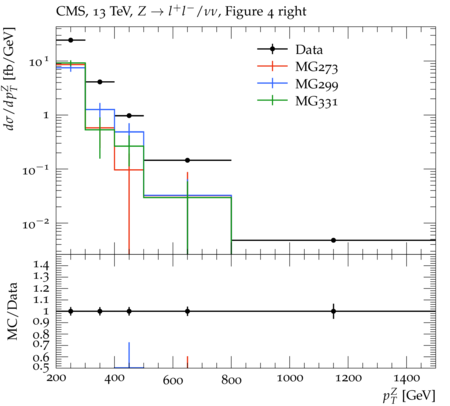 CMS, 13 TeV, Z → l⁺l⁻/νν, Figure 4 right
dσ/dp_T^Z [fb/GeV]
10¹
1
10⁻¹
10⁻²
Data
MG273
MG299
MG331
MC/Data
1.4
1.3
1.2
1.1
1
0.9
0.8
0.7
0.6
0.5
200 400 600 800 1000 1200 1400
p_T^Z [GeV]